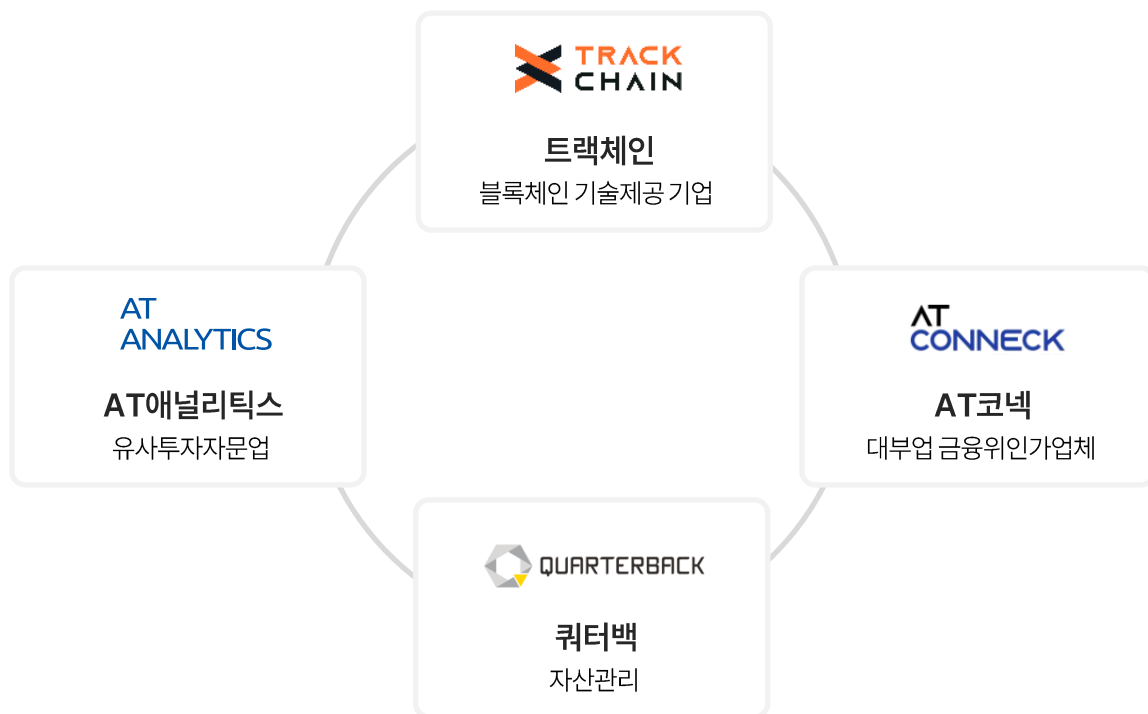 TRACK
CHAIN
트랙체인
블록체인 기술제공 기업
AT
ANALYTICS
AT애널리틱스
유사투자자문업
AT
CONNECK
AT코넥
대부업 금융위인가업체
QUARTERBACK
쿼터백
자산관리